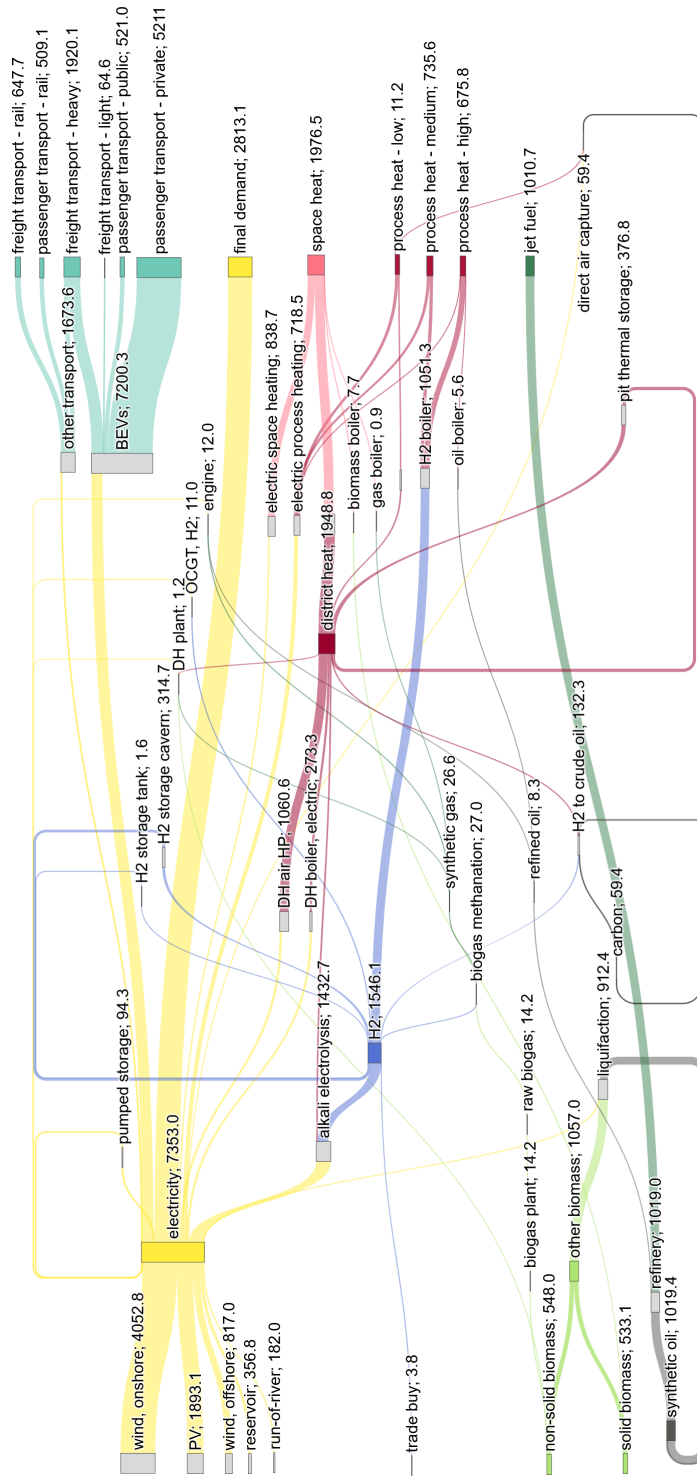 freight transport - rail; 647.7
passenger transport - rail; 509.1
freight transport - heavy; 1920.1
freight transport - light; 64.6
passenger transport - public; 521.0
passenger transport - private; 5211
final demand; 2813.1
space heat; 1976.5
process heat - low; 11.2
process heat - medium; 735.6
process heat - high; 675.8
jet fuel; 1010.7
direct air capture; 59.4
pit thermal storage; 376.8
other transport; 1673.6
BEVs; 7200.3
engine; 12.0
OCGT, H2; 11.0
DH plant; 1.2
electric space heating; 838.7
electric process heating; 718.5
district heat; 1948.8
biomass boiler; 7.7
gas boiler; 0.9
H2 boiler; 1051.3
oil boiler; 5.6
H2 storage tank; 1.6
H2 storage cavern; 314.7
DH air HP; 1060.6
DH boiler, electric; 273.3
synthetic gas; 26.6
biogas methanation; 27.0
refined oil; 8.3
H2 to crude oil; 132.3
carbon; 59.4
pumped storage; 94.3
electricity; 7353.0
alkali electrolysis; 1432.7
H2; 1546.1
raw biogas; 14.2
biogas plant; 14.2
liquifaction; 912.4
other biomass; 1057.0
refinery; 1019.0
wind, onshore; 4052.8
PV; 1893.1
wind, offshore; 817.0
reservoir; 356.8
run-of-river; 182.0
trade buy; 3.8
non-solid biomass; 548.0
solid biomass; 533.1
synthetic oil; 1019.4